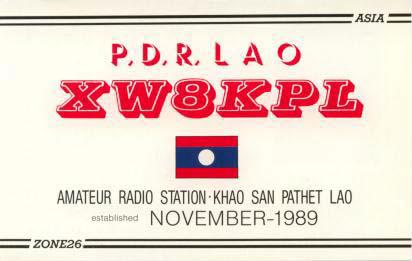 ASIA
P.D.R. LAO
XW8KPL
AMATEUR RADIO STATION·KHAO SAN PATHET LAO
established NOVEMBER-1989
ZONE26